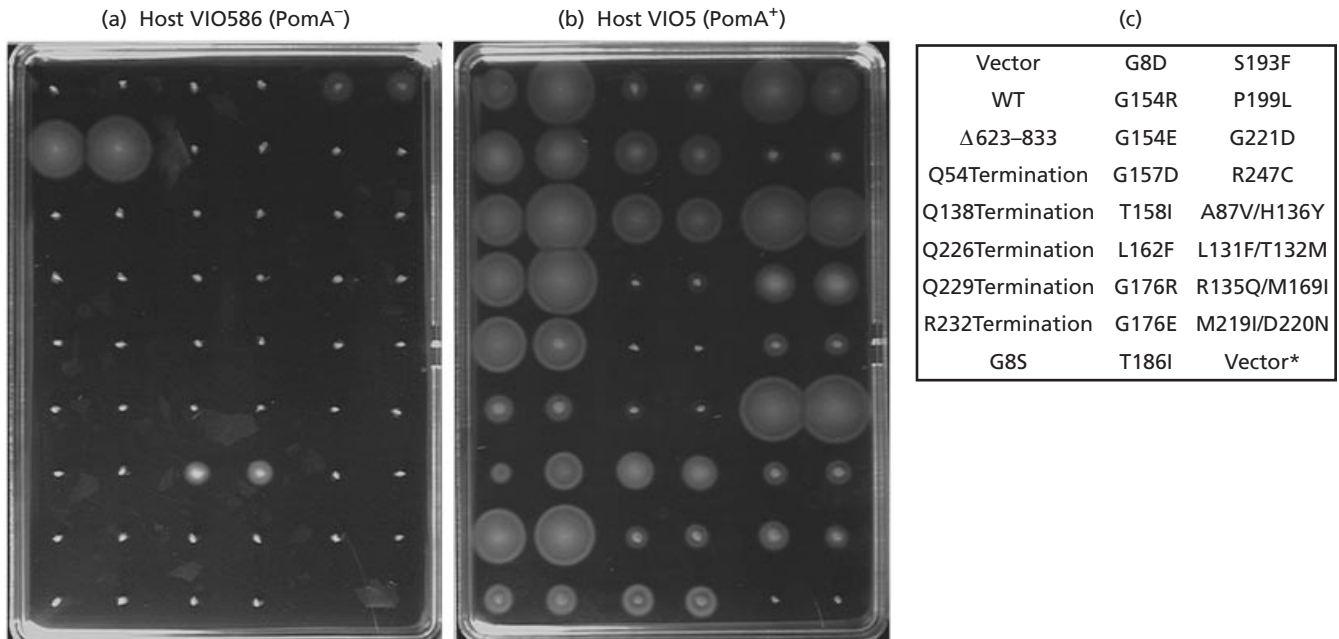 (a) Host VIO586 (PomA⁻)
(b) Host VIO5 (PomA⁺)
(c)
Vector G8D S193F
WT G154R P199L
Δ623–833 G154E G221D
Q54Termination G157D R247C
Q138Termination T158I A87V/H136Y
Q226Termination L162F L131F/T132M
Q229Termination G176R R135Q/M169I
R232Termination G176E M219I/D220N
G8S T186I Vector*